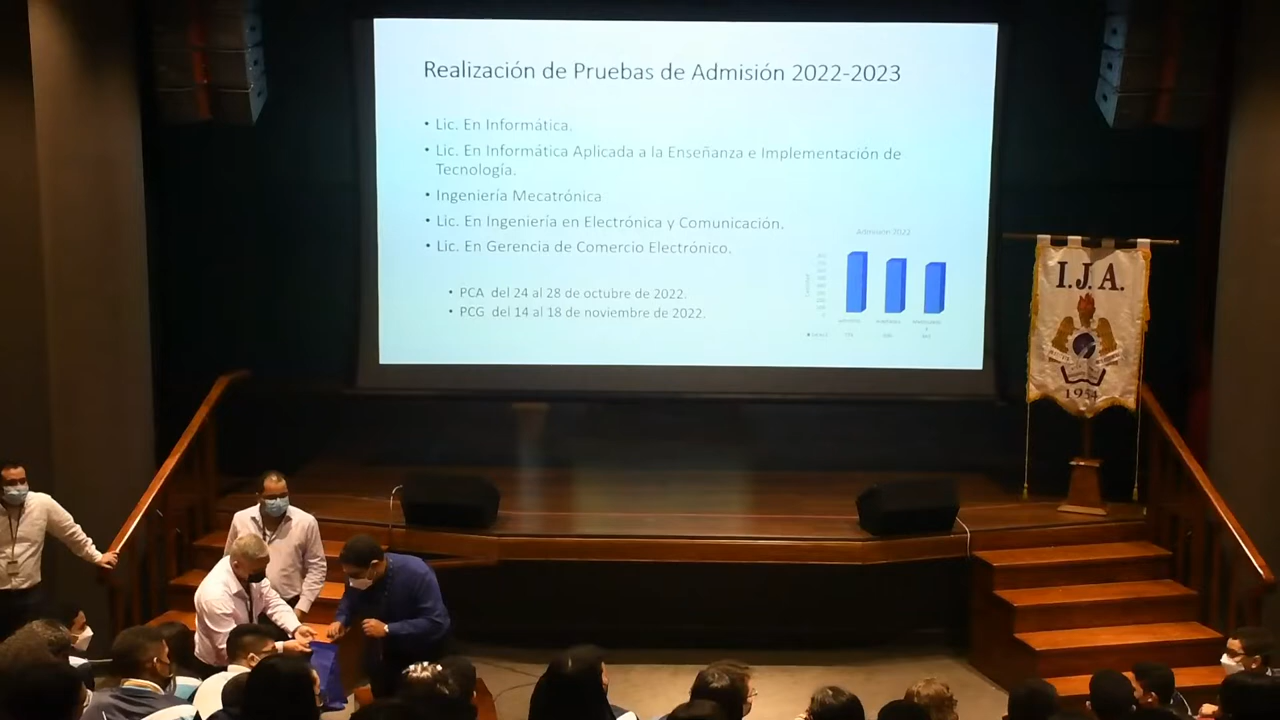 Realización de Pruebas de Admisión 2022-2023
• Lic. En Informática.
• Lic. En Informática Aplicada a la Enseñanza e Implementación de
Tecnología.
• Ingeniería Mecatrónica
• Lic. En Ingeniería en Electrónica y Comunicación.
• Lic. En Gerencia de Comercio Electrónico.
• PCA del 24 al 28 de octubre de 2022.
• PCG del 14 al 18 de noviembre de 2022.
Admisión 2022
I.J.A.
1954